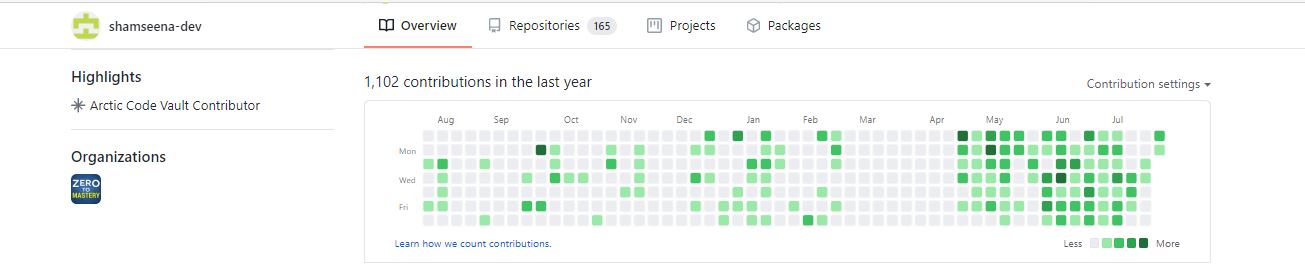 shamseena-dev
Overview Repositories 165 Projects Packages
Highlights
Arctic Code Vault Contributor
Organizations
ZERO
TO
MASTERY
1,102 contributions in the last year
Contribution settings
Aug Sep Oct Nov Dec Jan Feb Mar Apr May Jun Jul
Mon
Wed
Fri
Learn how we count contributions.
Less More